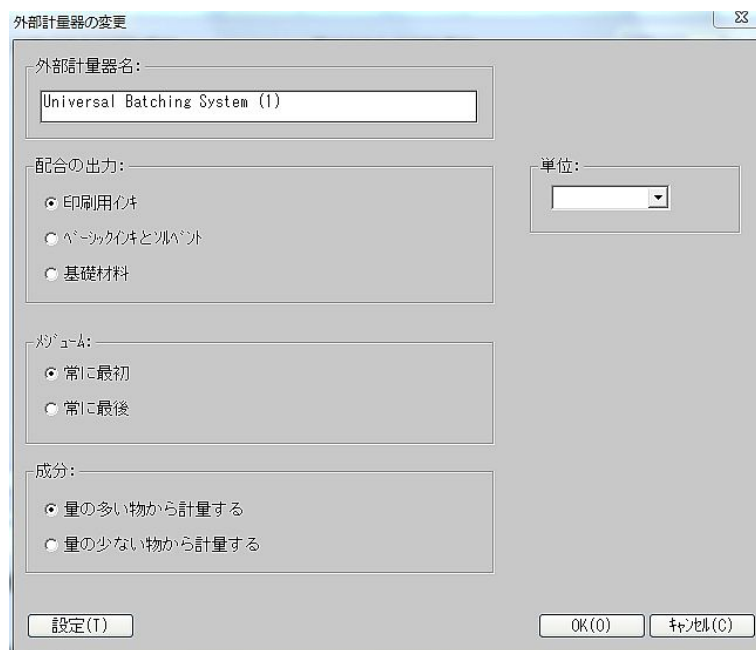 外部計量器の変更
外部計量器名:
Universal Batching System (1)
配合の出力:
印刷用ｲﾝｷ
ﾍﾞｰｼｯｸｲﾝｷとｿﾙﾍﾞﾝﾄ
基礎材料
単位:
ﾒｼﾞｭｰﾑ:
常に最初
常に最後
成分:
量の多い物から計量する
量の少ない物から計量する
設定(T)
OK(O)
ｷｬﾝｾﾙ(C)